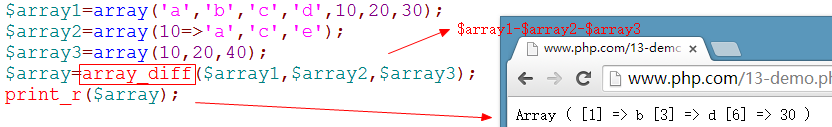 $array1=array('a','b','c','d',10,20,30);
$array2=array(10=>'a','c','e');
$array3=array(10,20,40);
$array=array_diff($array1,$array2,$array3);
print_r($array);
$array1-$array2-$array3
www.php.com/13-demo
www.php.com/13-demo.ph
Array ( [1] => b [3] => d [6] => 30 )